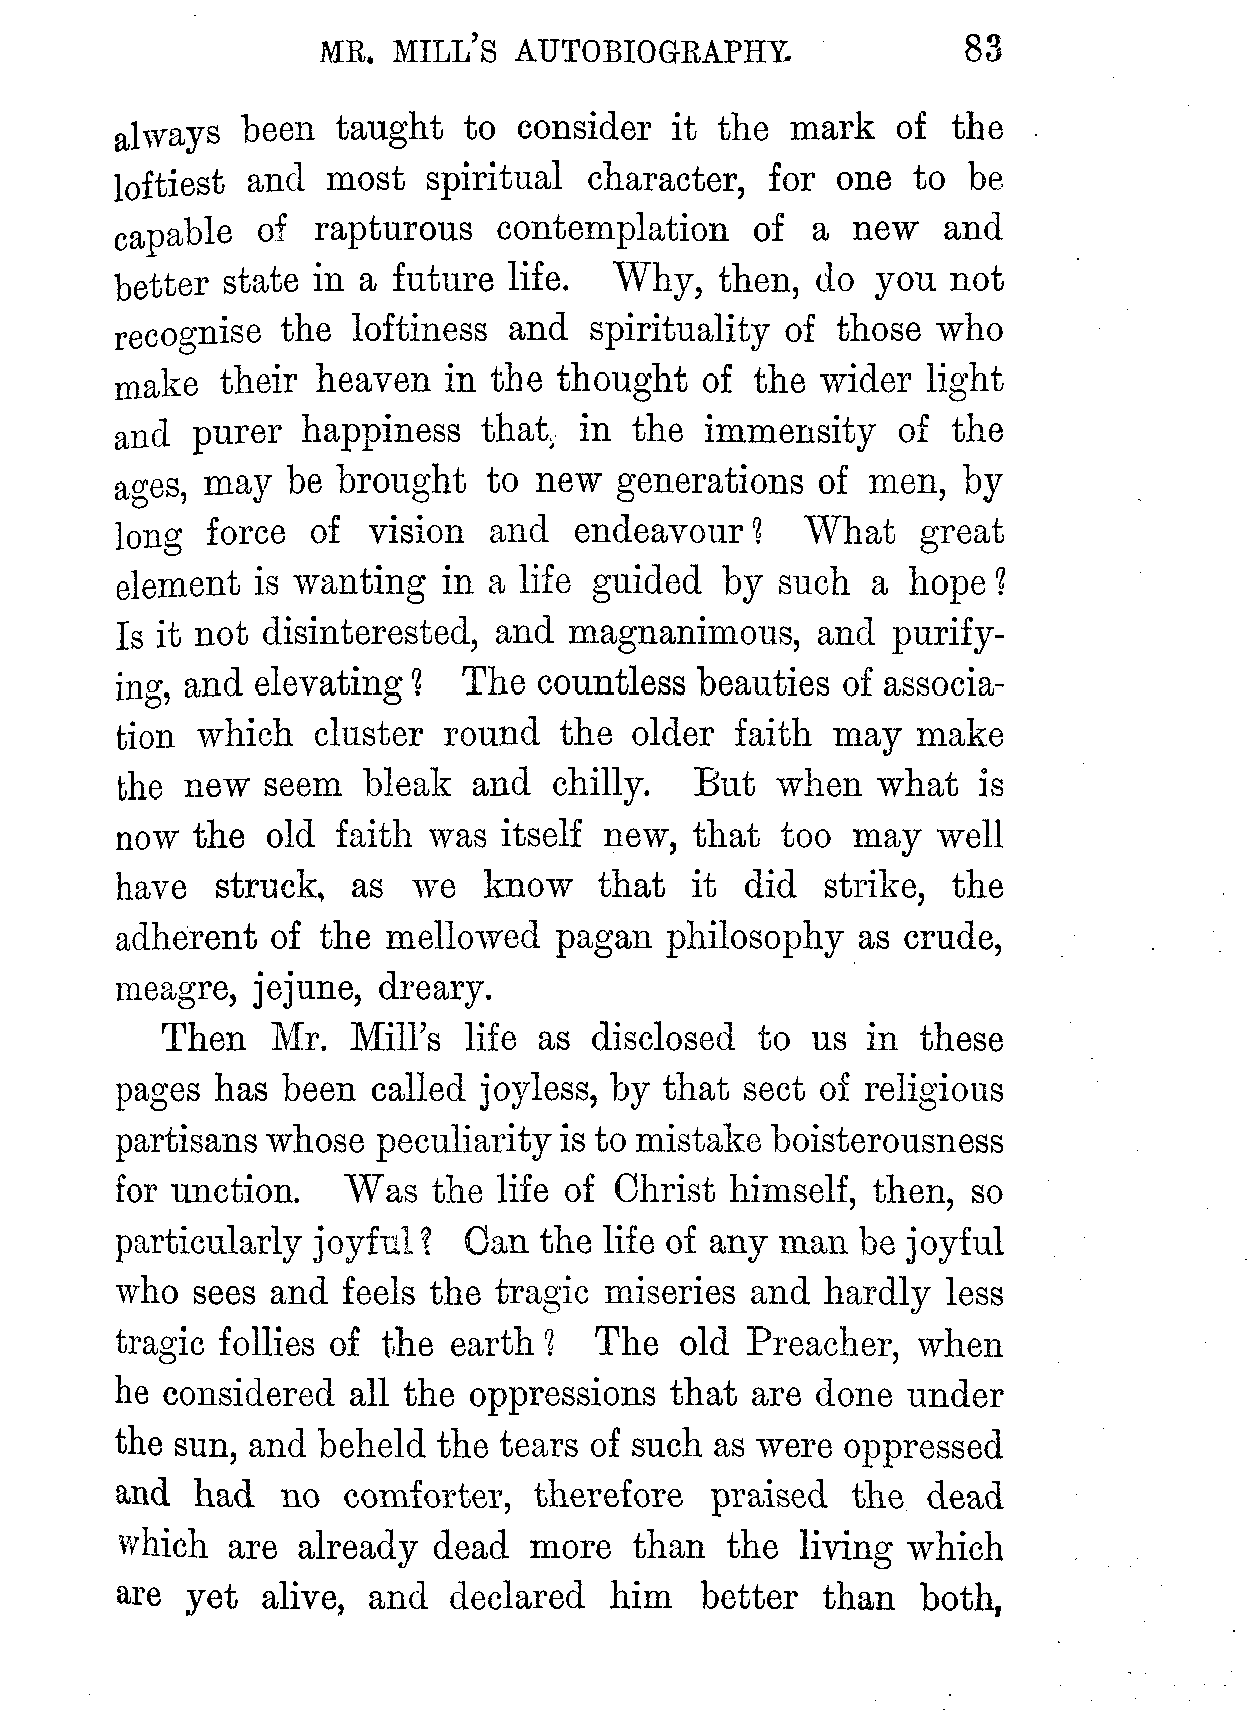 MR. MILL'S AUTOBIOGRAPHY. 83
always been taught to consider it the mark of the
loftiest and most spiritual character, for one to be
capable of rapturous contemplation of a new and
better state in a future life. Why, then, do you not
recognise the loftiness and spirituality of those who
make their heaven in the thought of the wider light
and purer happiness that, in the immensity of the
ages, may be brought to new generations of men, by
long force of vision and endeavour? What great
element is wanting in a life guided by such a hope?
Is it not disinterested, and magnanimous, and purify-
ing, and elevating? The countless beauties of associa-
tion which cluster round the older faith may make
the new seem bleak and chilly. But when what is
now the old faith was itself new, that too may well
have struck, as we know that it did strike, the
adherent of the mellowed pagan philosophy as crude,
meagre, jejune, dreary.
Then Mr. Mill's life as disclosed to us in these
pages has been called joyless, by that sect of religious
partisans whose peculiarity is to mistake boisterousness
for unction. Was the life of Christ himself, then, so
particularly joyful? Can the life of any man be joyful
who sees and feels the tragic miseries and hardly less
tragic follies of the earth? The old Preacher, when
he considered all the oppressions that are done under
the sun, and beheld the tears of such as were oppressed
and had no comforter, therefore praised the dead
which are already dead more than the living which
are yet alive, and declared him better than both,